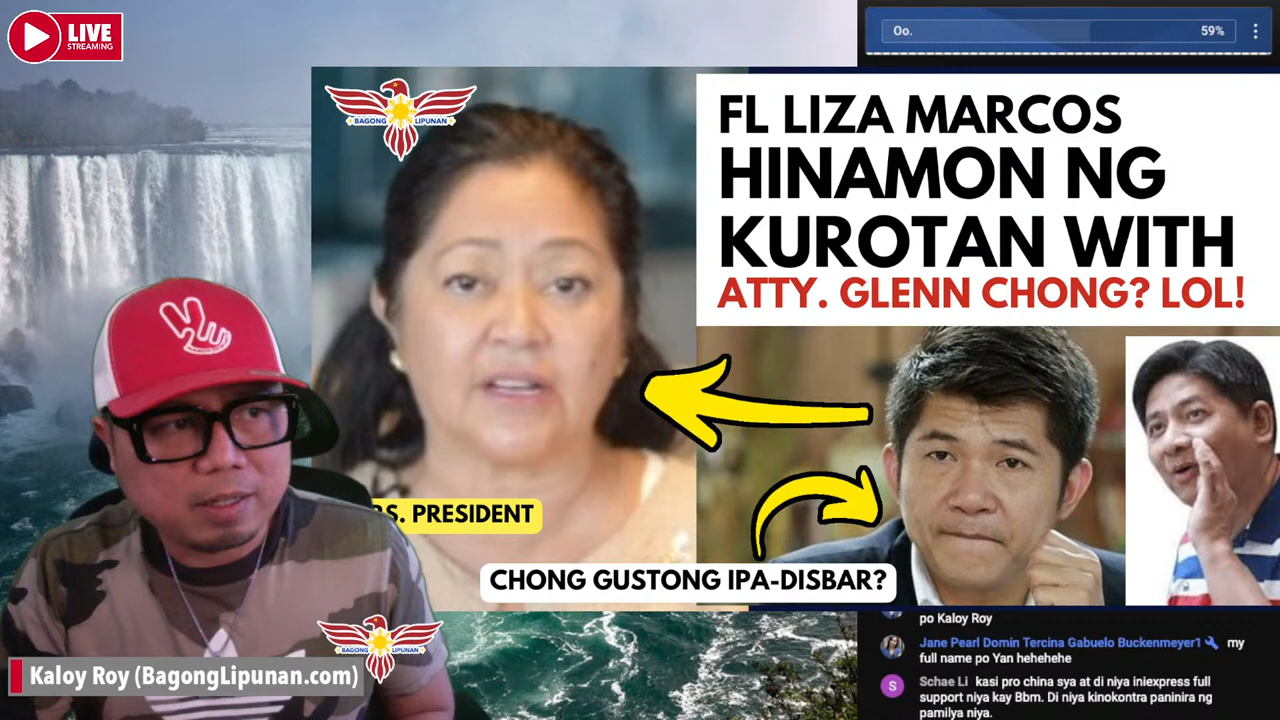 LIVE
STREAMING
Oo.
59%
BAGONG LIPUNAN
FL LIZA MARCOS
HINAMON NG
KUROTAN WITH
ATTY. GLENN CHONG? LOL!
S. PRESIDENT
CHONG GUSTONG IPA-DISBAR?
po Kaloy Roy
Jane Pearl Domin Tercina Gabuelo Buckenmeyer1 my
full name po Yan hehehehe
S
Schae Li kasi pro china sya at di niya iniexpress full
support niya kay Bbm. Di niya kinokontra paninira ng
pamilya niya.
BAGONG LIPUNAN
Kaloy Roy (BagongLipunan.com)